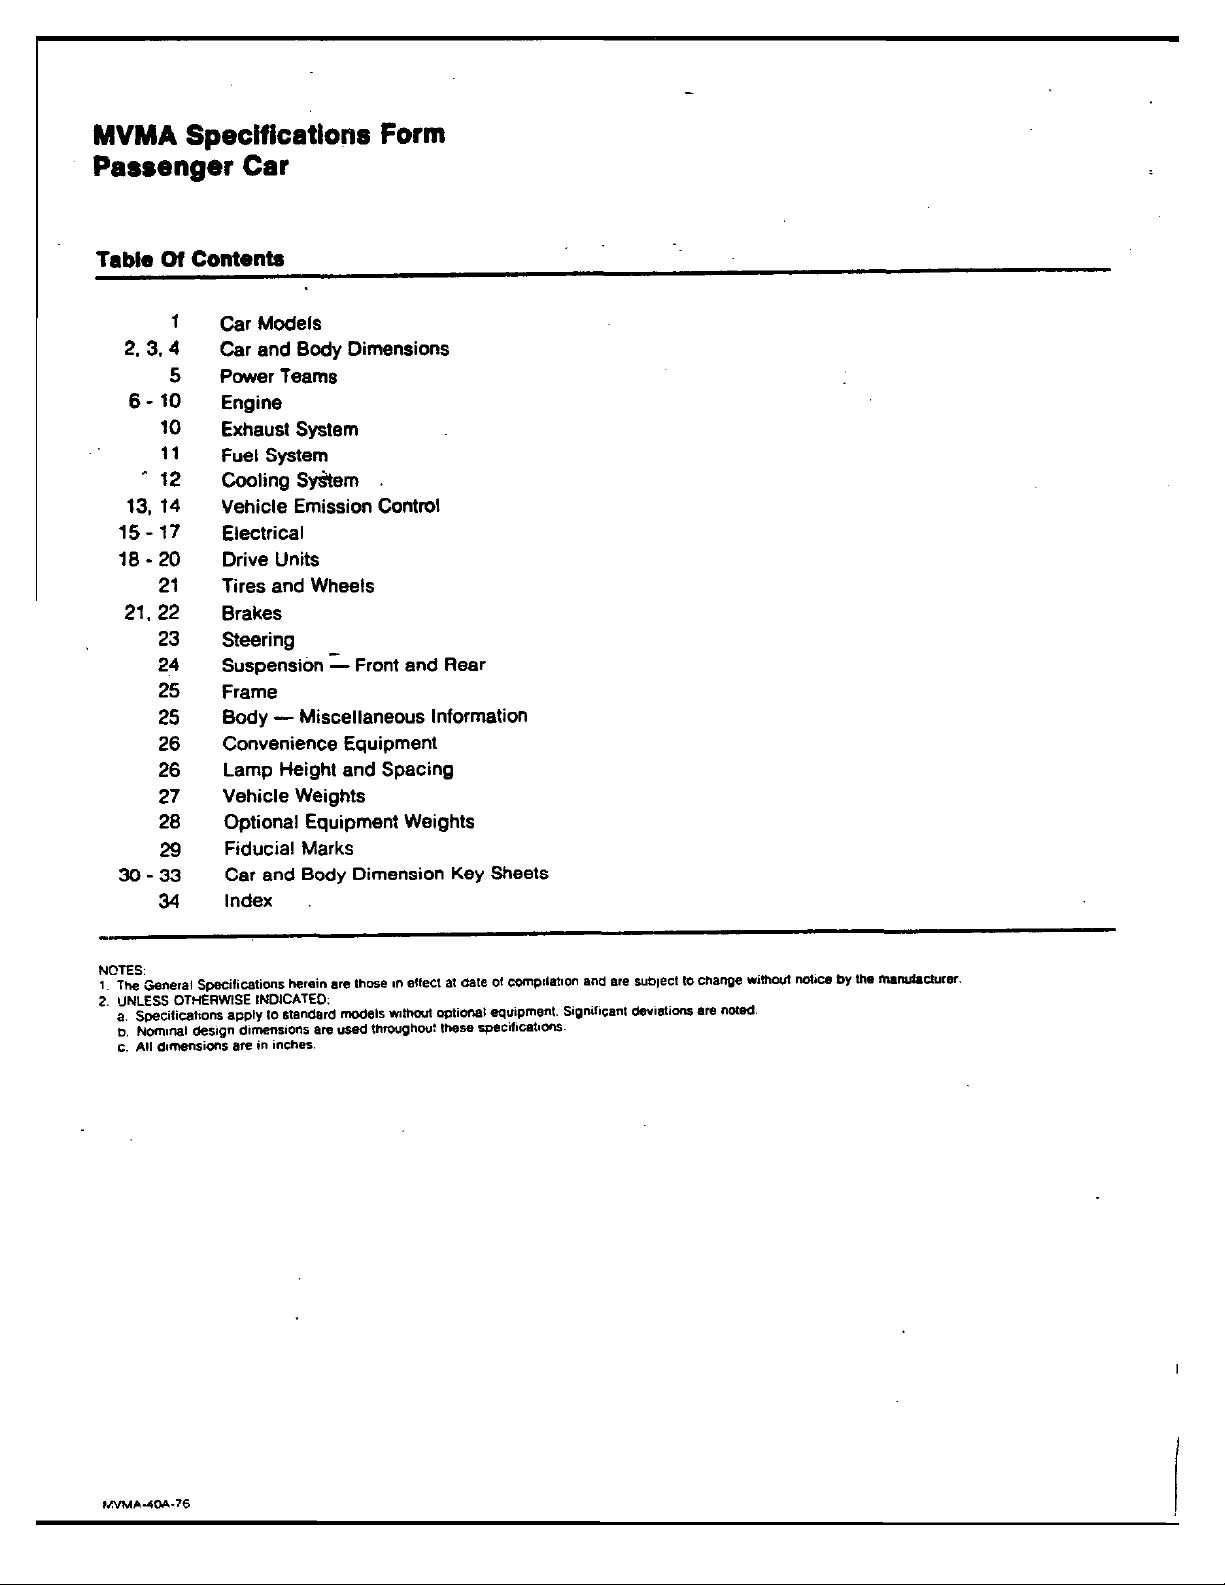 MVMA Specifications Form
Passenger Car
Table Of Contents
1 Car Models
2, 3, 4 Car and Body Dimensions
5 Power Teams
6 - 10 Engine
10 Exhaust System
11 Fuel System
12 Cooling System
13, 14 Vehicle Emission Control
15 - 17 Electrical
18 - 20 Drive Units
21 Tires and Wheels
21, 22 Brakes
23 Steering
24 Suspension — Front and Rear
25 Frame
25 Body — Miscellaneous Information
26 Convenience Equipment
26 Lamp Height and Spacing
27 Vehicle Weights
28 Optional Equipment Weights
29 Fiducial Marks
30 - 33 Car and Body Dimension Key Sheets
34 Index
NOTES:
1. The General Specifications herein are those in effect at date of compilation and are subject to change without notice by the manufacturer.
2. UNLESS OTHERWISE INDICATED:
a. Specifications apply to standard models without optional equipment. Significant deviations are noted.
b. Nominal design dimensions are used throughout these specifications.
c. All dimensions are in inches.
MVMA-40A-76